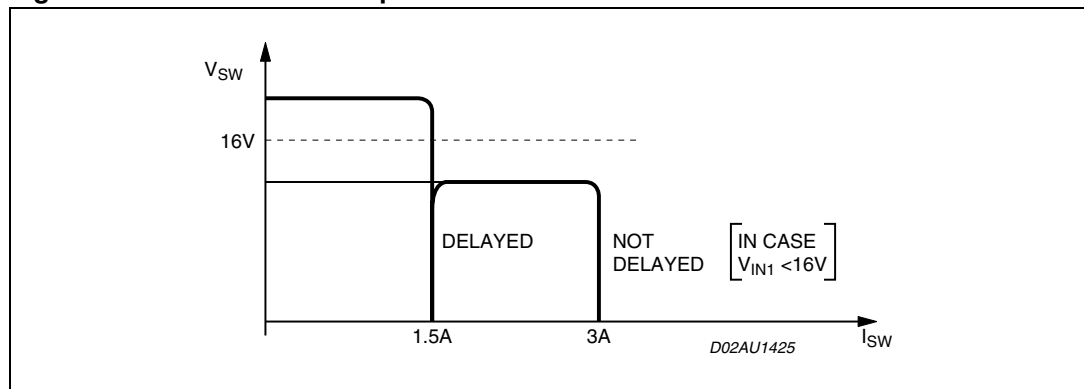 V_SW
16V
DELAYED
NOT
DELAYED
IN CASE
V_IN1 <16V
1.5A
3A
I_SW
D02AU1425